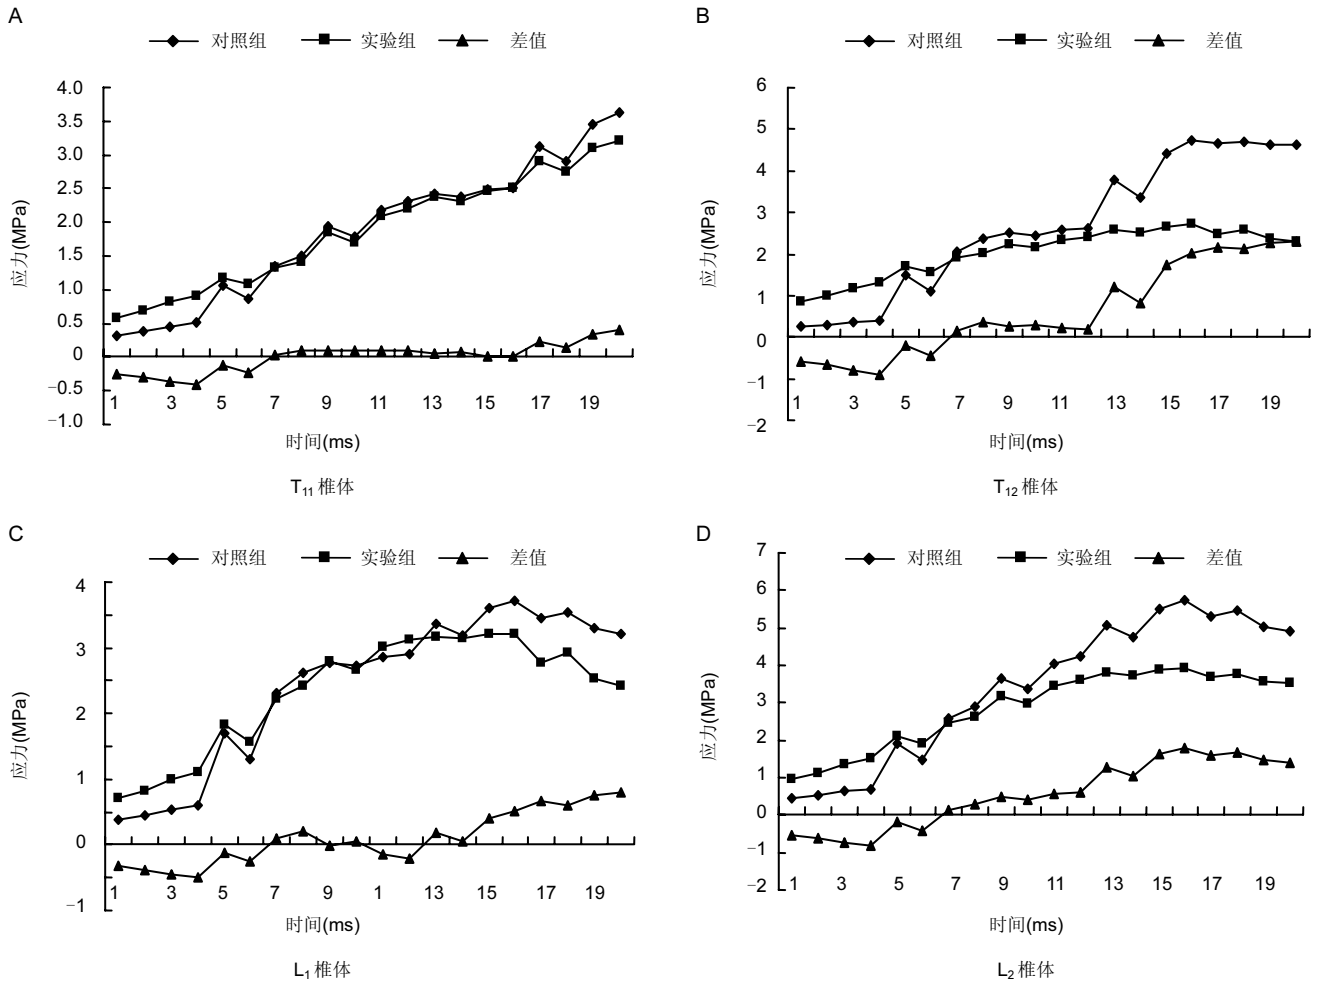 A
对照组 实验组 差值
应力(MPa)
4.0
3.5
3.0
2.5
2.0
1.5
1.0
0.5
0
−0.5
−1.0
1 3 5 7 9 11 13 15 17 19
时间(ms)
T11 椎体
B
对照组 实验组 差值
应力(MPa)
6
5
4
3
2
1
0
−1
−2
1 3 5 7 9 11 13 15 17 19
时间(ms)
T12 椎体
C
对照组 实验组 差值
应力(MPa)
4
3
2
1
0
−1
1 3 5 7 9 1 13 15 17 19
时间(ms)
L1 椎体
D
对照组 实验组 差值
应力(MPa)
7
6
5
4
3
2
1
0
−1
−2
1 3 5 7 9 11 13 15 17 19
时间(ms)
L2 椎体